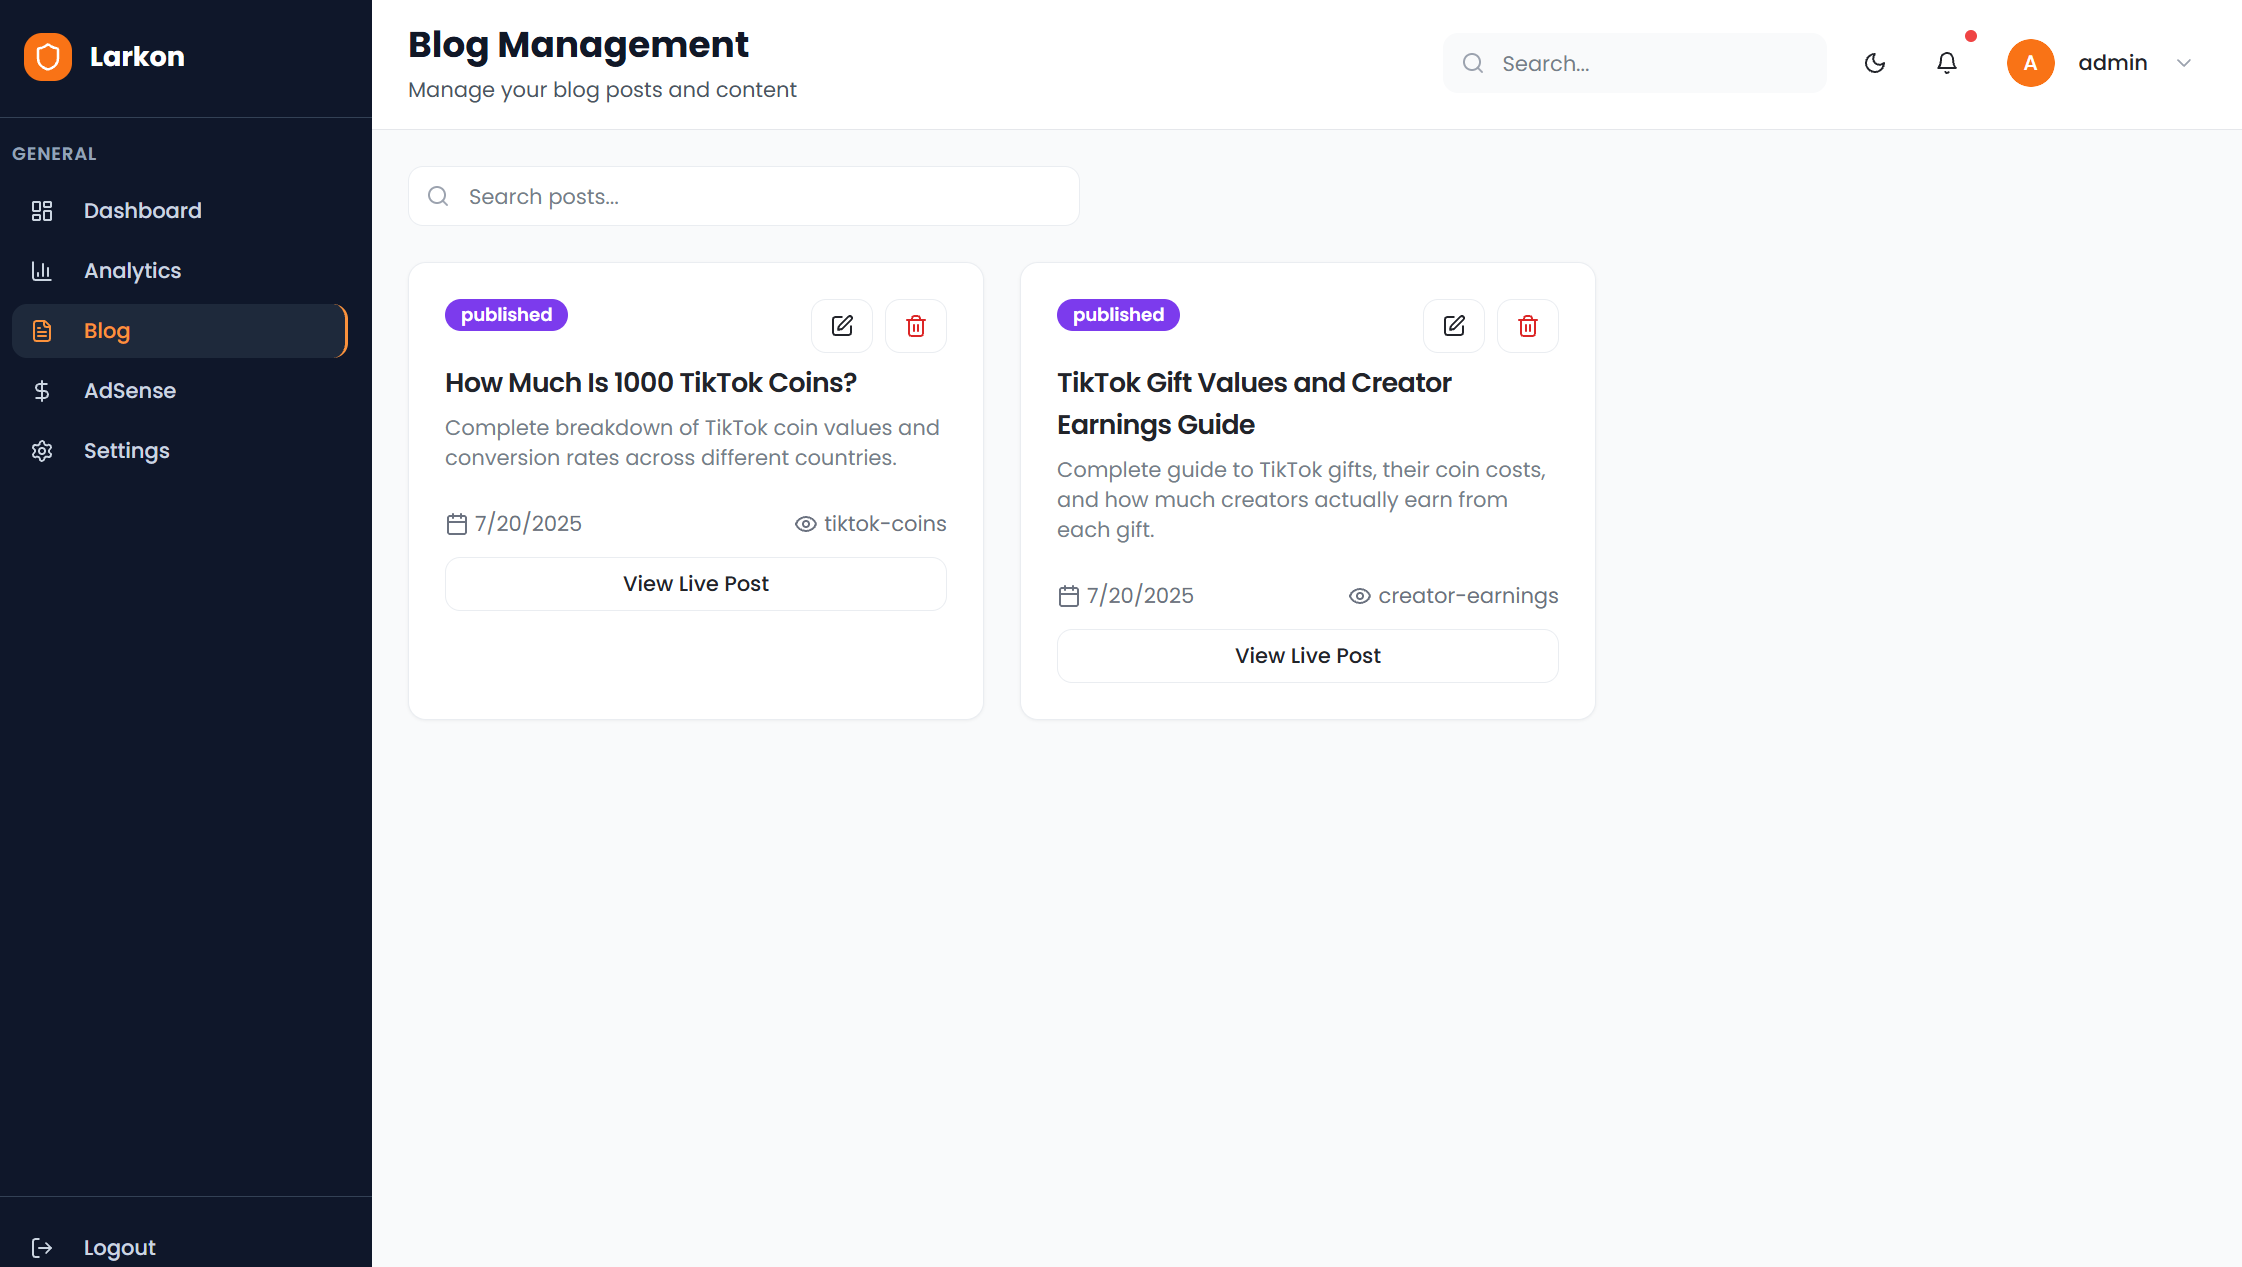 Larkon
GENERAL
Dashboard
Analytics
Blog
AdSense
Settings
Logout
Blog Management
Manage your blog posts and content
Search...
A
admin
Search posts...
published
How Much Is 1000 TikTok Coins?
Complete breakdown of TikTok coin values and
conversion rates across different countries.
7/20/2025
tiktok-coins
View Live Post
published
TikTok Gift Values and Creator
Earnings Guide
Complete guide to TikTok gifts, their coin costs,
and how much creators actually earn from
each gift.
7/20/2025
creator-earnings
View Live Post